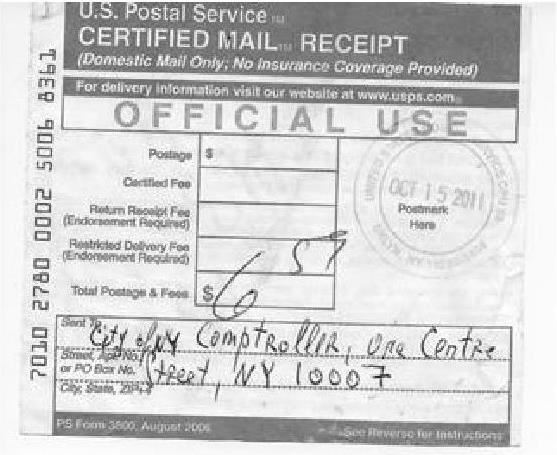 U.S. Postal Service TM
CERTIFIED MAIL TM RECEIPT
(Domestic Mail Only; No Insurance Coverage Provided)
For delivery information visit our website at www.usps.com
OFFICIAL USE
Postage $
Certified Fee
Return Receipt Fee
(Endorsement Required)
Restricted Delivery Fee
(Endorsement Required)
Total Postage & Fees $ 6 59
OCT 15 2011
Postmark
Here
7010 2780 0002 5006 8361
Sent To
City of NY Comptroller, One Centre
Street, Apt. No.;
or PO Box No.
Street, NY 10007
City, State, ZIP+4
PS Form 3800, August 2006
See Reverse for Instructions